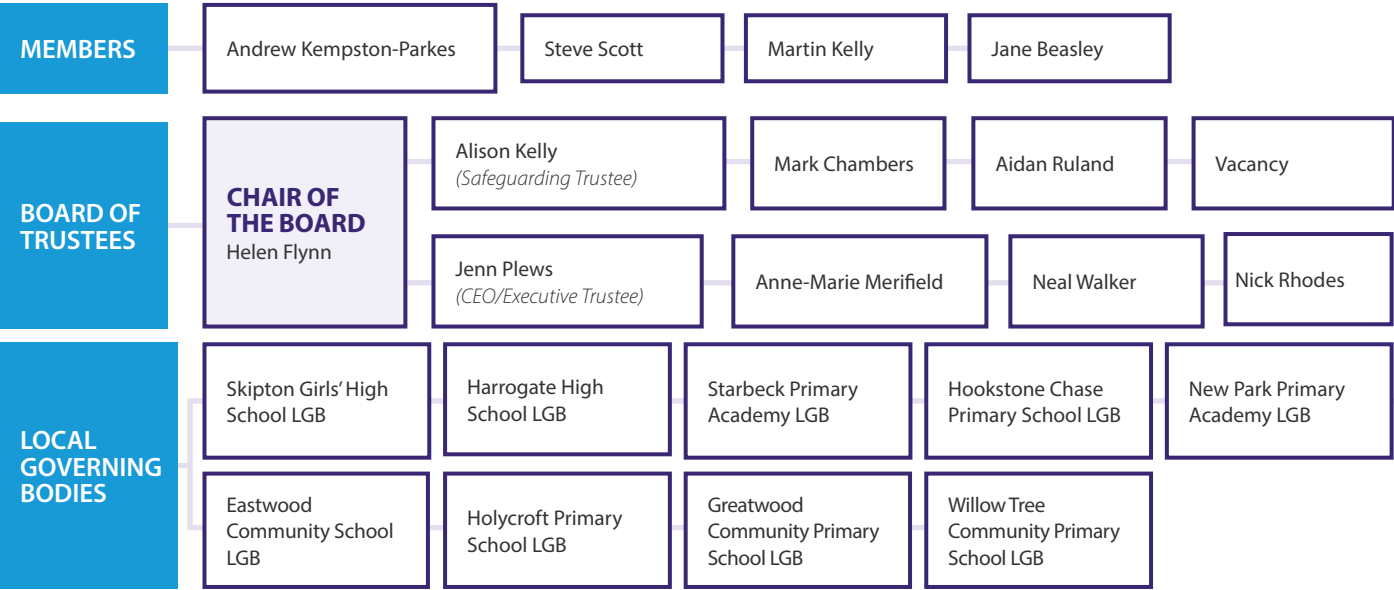 MEMBERS
Andrew Kempston-Parkes
Steve Scott
Martin Kelly
Jane Beasley
BOARD OF
TRUSTEES
CHAIR OF
THE BOARD
Helen Flynn
Alison Kelly
(Safeguarding Trustee)
Mark Chambers
Aidan Ruland
Vacancy
Jenn Plews
(CEO/Executive Trustee)
Anne-Marie Merifield
Neal Walker
Nick Rhodes
LOCAL
GOVERNING
BODIES
Skipton Girls' High
School LGB
Harrogate High
School LGB
Starbeck Primary
Academy LGB
Hookstone Chase
Primary School LGB
New Park Primary
Academy LGB
Eastwood
Community School
LGB
Holycroft Primary
School LGB
Greatwood
Community Primary
School LGB
Willow Tree
Community Primary
School LGB